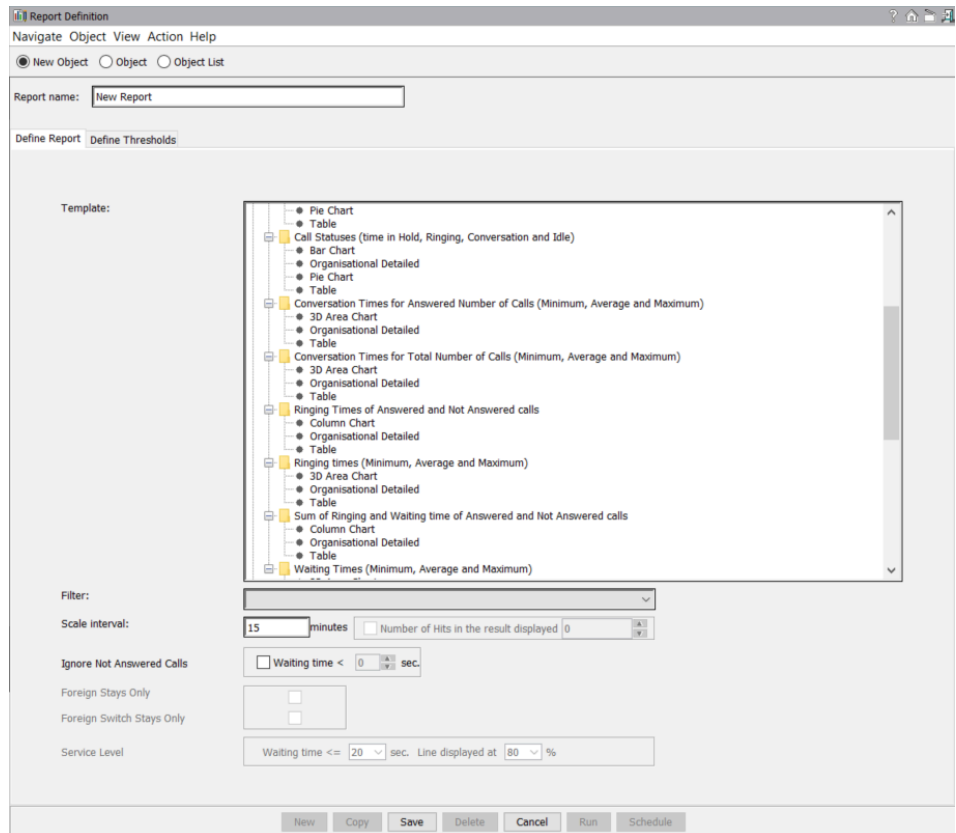 Report Definition
Navigate Object View Action Help
New Object Object Object List
Report name: New Report
Define Report Define Thresholds
Template:
Pie Chart
Table
Call Statuses (time in Hold, Ringing, Conversation and Idle)
Bar Chart
Organisational Detailed
Pie Chart
Table
Conversation Times for Answered Number of Calls (Minimum, Average and Maximum)
3D Area Chart
Organisational Detailed
Table
Conversation Times for Total Number of Calls (Minimum, Average and Maximum)
3D Area Chart
Organisational Detailed
Table
Ringing Times of Answered and Not Answered calls
Column Chart
Organisational Detailed
Table
Ringing times (Minimum, Average and Maximum)
3D Area Chart
Organisational Detailed
Table
Sum of Ringing and Waiting time of Answered and Not Answered calls
Column Chart
Organisational Detailed
Table
Waiting Times (Minimum, Average and Maximum)
Filter:
Scale interval: 15 minutes Number of Hits in the result displayed 0
Ignore Not Answered Calls Waiting time < 0 sec.
Foreign Stays Only
Foreign Switch Stays Only
Service Level Waiting time <= 20 sec. Line displayed at 80 %
New Copy Save Delete Cancel Run Schedule